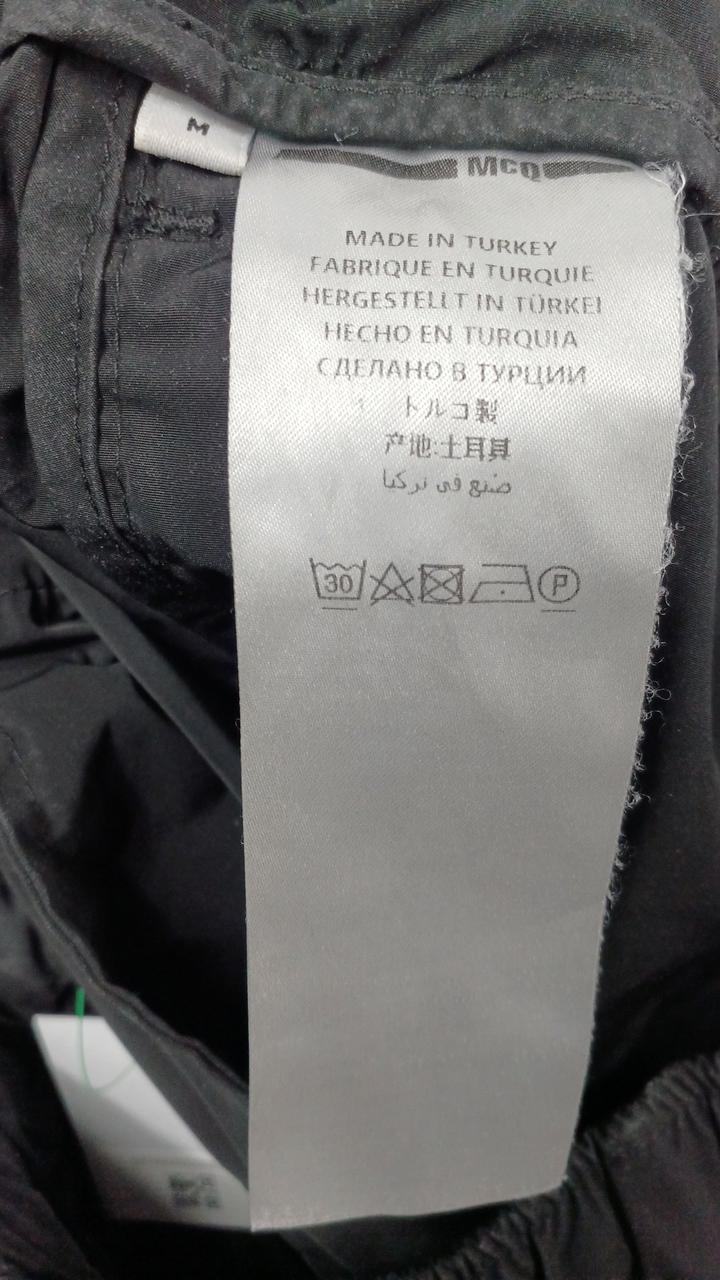 M
McQ
MADE IN TURKEY
FABRIQUE EN TURQUIE
HERGESTELLT IN TÜRKEI
HECHO EN TURQUIA
СДЕЛАНО В ТУРЦИИ
トルコ製
产地:土耳其
صنع في تركيا
30 P